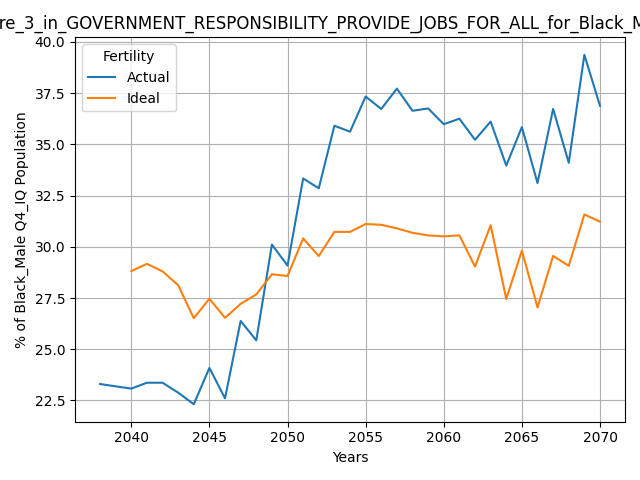 re_3_in_GOVERNMENT_RESPONSIBILITY_PROVIDE_JOBS_FOR_ALL_for_Black_M
Fertility
Actual
Ideal
40.0
37.5
35.0
32.5
30.0
27.5
25.0
22.5
% of Black_Male Q4_IQ Population
2040 2045 2050 2055 2060 2065 2070
Years